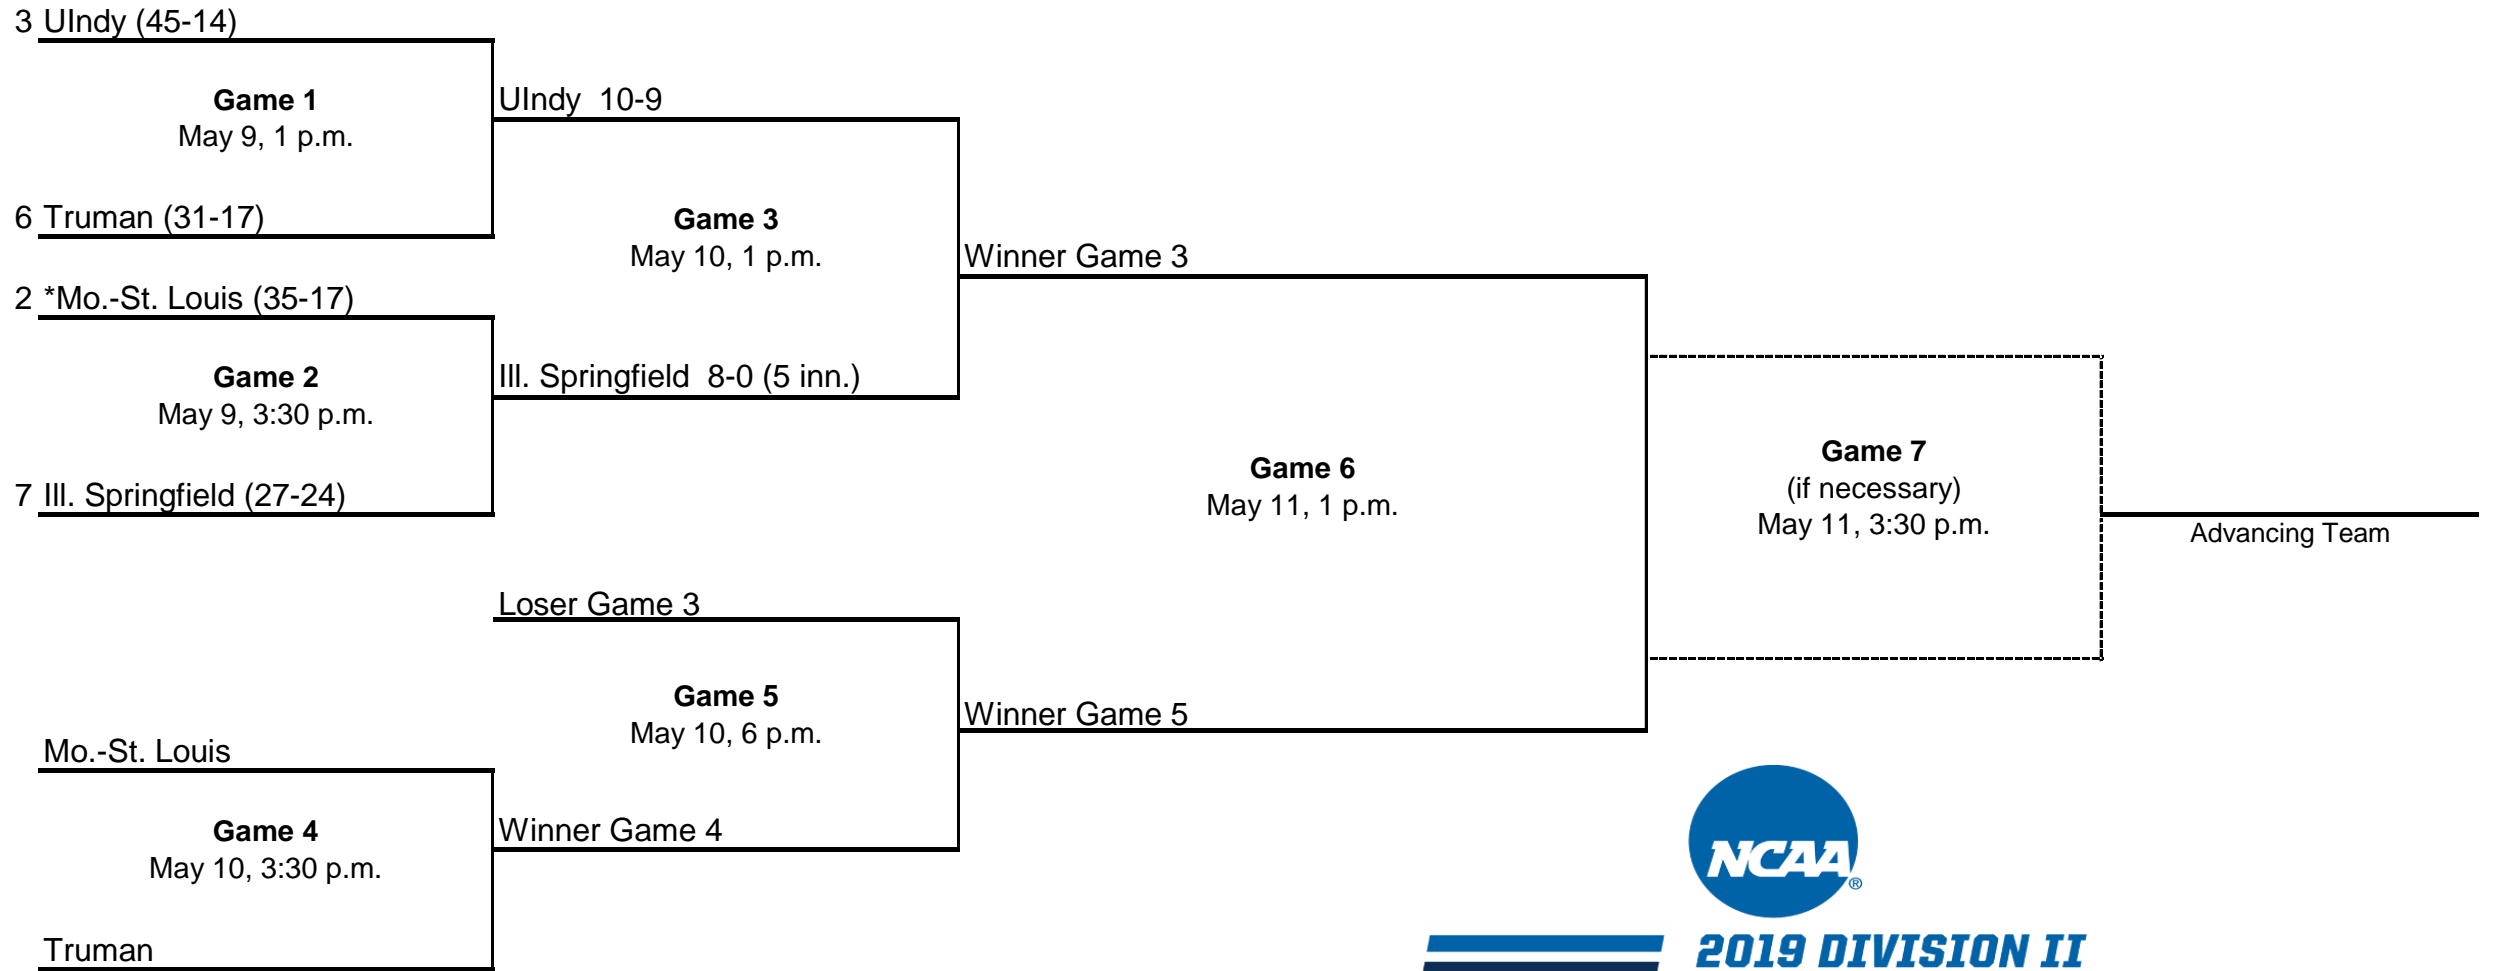 3 UIndy (45-14)
Game 1
May 9, 1 p.m.
UIndy  10-9
6 Truman (31-17)
Game 3
May 10, 1 p.m.
Winner Game 3
2 *Mo.-St. Louis (35-17)
Game 2
May 9, 3:30 p.m.
Ill. Springfield  8-0 (5 inn.)
7 Ill. Springfield (27-24)
Game 6
May 11, 1 p.m.
Game 7
(if necessary)
May 11, 3:30 p.m.
Advancing Team
Loser Game 3
Game 5
May 10, 6 p.m.
Winner Game 5
Mo.-St. Louis
Game 4
May 10, 3:30 p.m.
Winner Game 4
Truman
NCAA®
2019 DIVISION II